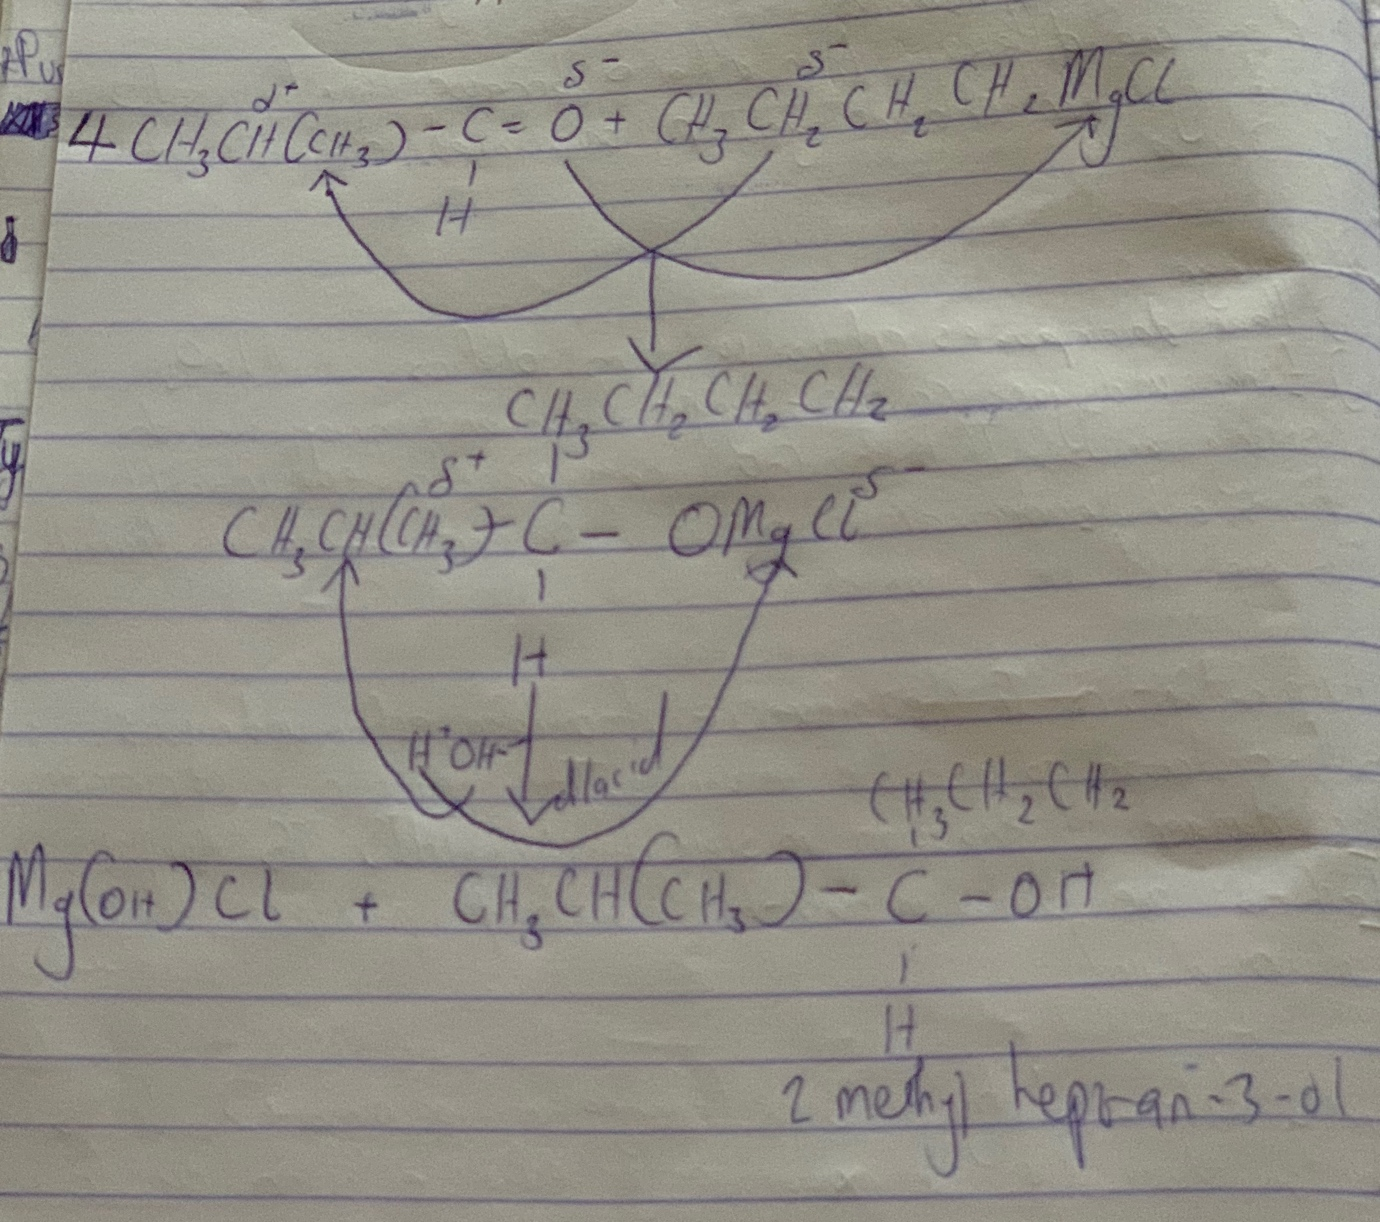 δ⁻ δ⁻
δ⁺
4 CH₃CH(CH₃) - C = O + CH₃CH₂CH₂CH₂MgCl
H
CH₃CH₂CH₂CH₂
δ⁺ δ⁻
CH₃CH(CH₃) - C - OMgCl
H
H⁺OH⁻ dil acid
CH₃CH₂CH₂
Mg(OH)Cl + CH₃CH(CH₃) - C - OH
H
2 methyl heptan-3-ol